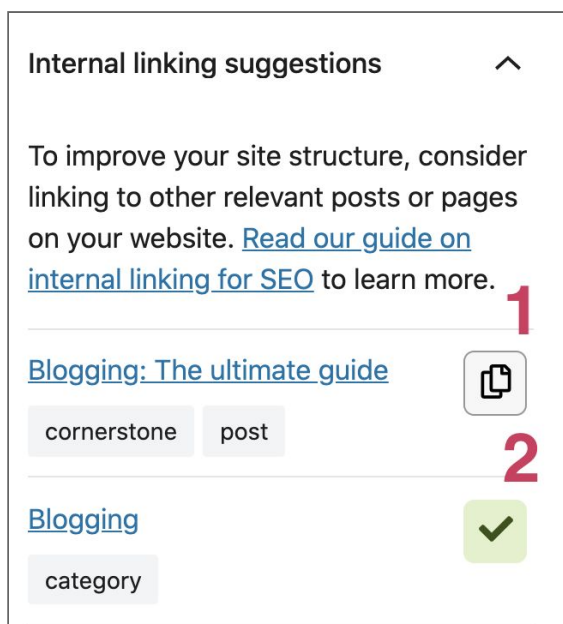 Internal linking suggestions
To improve your site structure, consider
linking to other relevant posts or pages
on your website. Read our guide on
internal linking for SEO to learn more.
1
Blogging: The ultimate guide
cornerstone post
2
Blogging
category